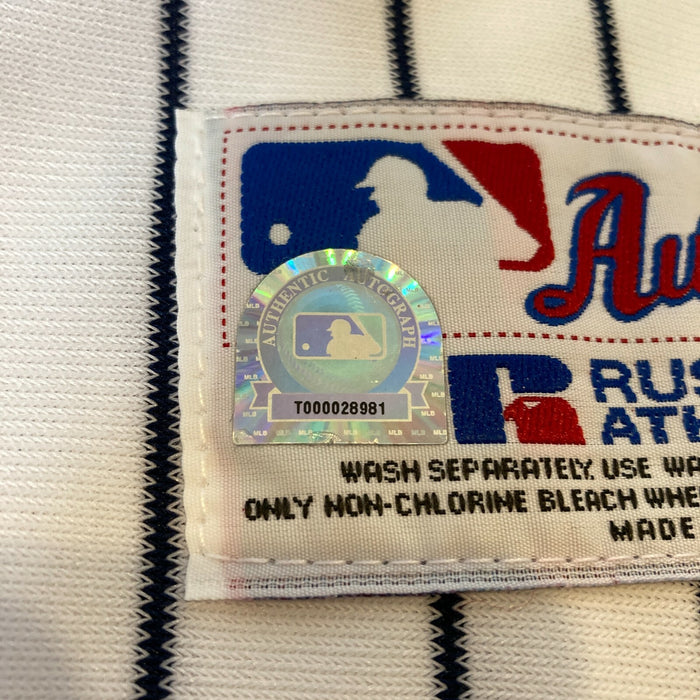 AUTHENTIC AUTOGRAPH
T000028981
WASH SEPARATELY. USE
ONLY NON-CHLORINE BLEACH
MADE
MLB